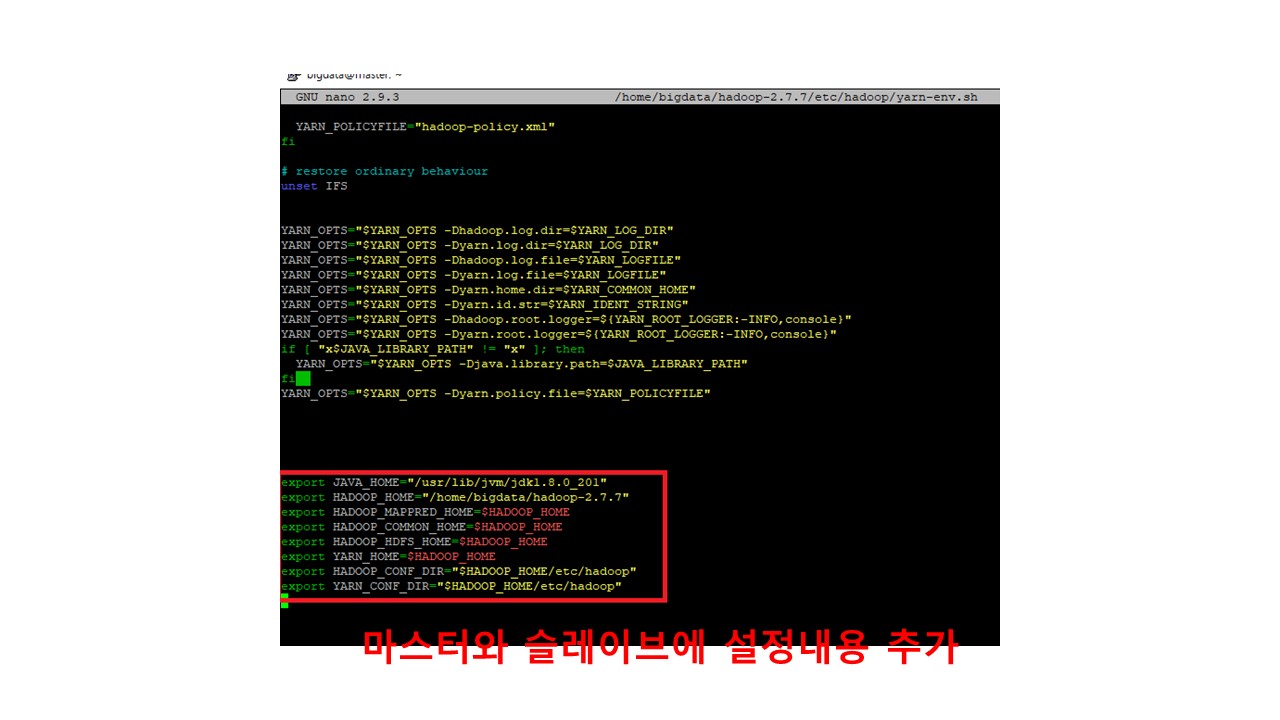 bigdata@master: ~
GNU nano 2.9.3 /home/bigdata/hadoop-2.7.7/etc/hadoop/yarn-env.sh
YARN_POLICYFILE="hadoop-policy.xml"
fi
# restore ordinary behaviour
unset IFS
YARN_OPTS="$YARN_OPTS -Dhadoop.log.dir=$YARN_LOG_DIR"
YARN_OPTS="$YARN_OPTS -Dyarn.log.dir=$YARN_LOG_DIR"
YARN_OPTS="$YARN_OPTS -Dhadoop.log.file=$YARN_LOGFILE"
YARN_OPTS="$YARN_OPTS -Dyarn.log.file=$YARN_LOGFILE"
YARN_OPTS="$YARN_OPTS -Dyarn.home.dir=$YARN_COMMON_HOME"
YARN_OPTS="$YARN_OPTS -Dyarn.id.str=$YARN_IDENT_STRING"
YARN_OPTS="$YARN_OPTS -Dhadoop.root.logger=${YARN_ROOT_LOGGER:-INFO,console}"
YARN_OPTS="$YARN_OPTS -Dyarn.root.logger=${YARN_ROOT_LOGGER:-INFO,console}"
if [ "x$JAVA_LIBRARY_PATH" != "x" ]; then
YARN_OPTS="$YARN_OPTS -Djava.library.path=$JAVA_LIBRARY_PATH"
fi
YARN_OPTS="$YARN_OPTS -Dyarn.policy.file=$YARN_POLICYFILE"
export JAVA_HOME="/usr/lib/jvm/jdk1.8.0_201"
export HADOOP_HOME="/home/bigdata/hadoop-2.7.7"
export HADOOP_MAPPRED_HOME=$HADOOP_HOME
export HADOOP_COMMON_HOME=$HADOOP_HOME
export HADOOP_HDFS_HOME=$HADOOP_HOME
export YARN_HOME=$HADOOP_HOME
export HADOOP_CONF_DIR="$HADOOP_HOME/etc/hadoop"
export YARN_CONF_DIR="$HADOOP_HOME/etc/hadoop"
마스터와 슬레이브에 설정내용 추가